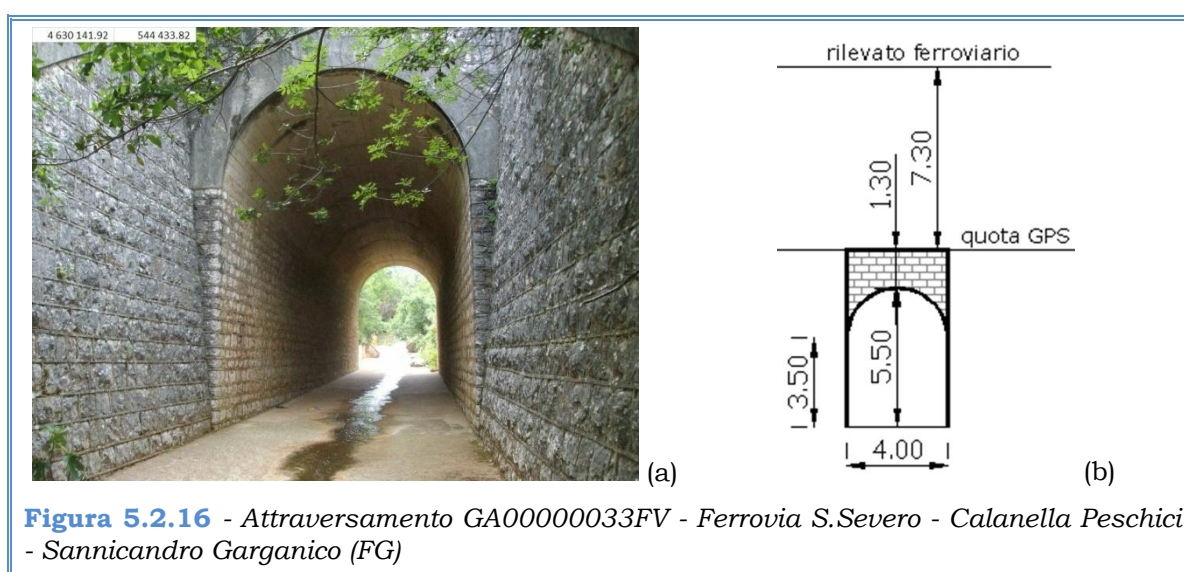 4 630 141.92 544 433.82
rilevato ferroviario
7.30
1.30
quota GPS
5.50
3.50
4.00
(a)
(b)
Figura 5.2.16 - Attraversamento GA00000033FV - Ferrovia S.Severo - Calanella Peschici
- Sannicandro Garganico (FG)